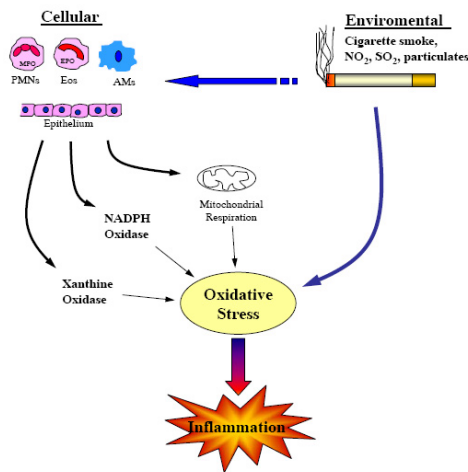 Cellular
Enviromental
Cigarette smoke,
NO2, SO2, particulates
MPO
EPO
PMNs
Eos
AMs
Epithelium
Mitochondrial
Respiration
NADPH
Oxidase
Xanthine
Oxidase
Oxidative
Stress
Inflammation